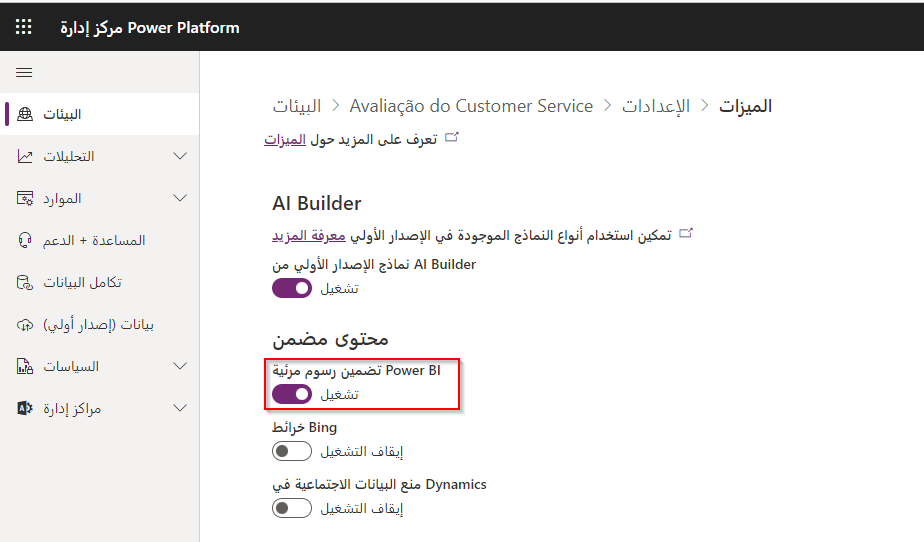 مركز إدارة Power Platform
البيئات
التحليلات
الموارد
المساعدة + الدعم
تكامل البيانات
بيانات (إصدار أولي)
السياسات
مراكز إدارة
البيئات > Avaliação do Customer Service > الإعدادات > الميزات
تعرف على المزيد حول الميزات
AI Builder
تمكين استخدام أنواع النماذج الموجودة في الإصدار الأولي معرفة المزيد
نماذج الإصدار الأولي من AI Builder
تشغيل
محتوى مضمن
تضمين رسوم مرئية Power BI
تشغيل
خرائط Bing
إيقاف التشغيل
منع البيانات الاجتماعية في Dynamics
إيقاف التشغيل